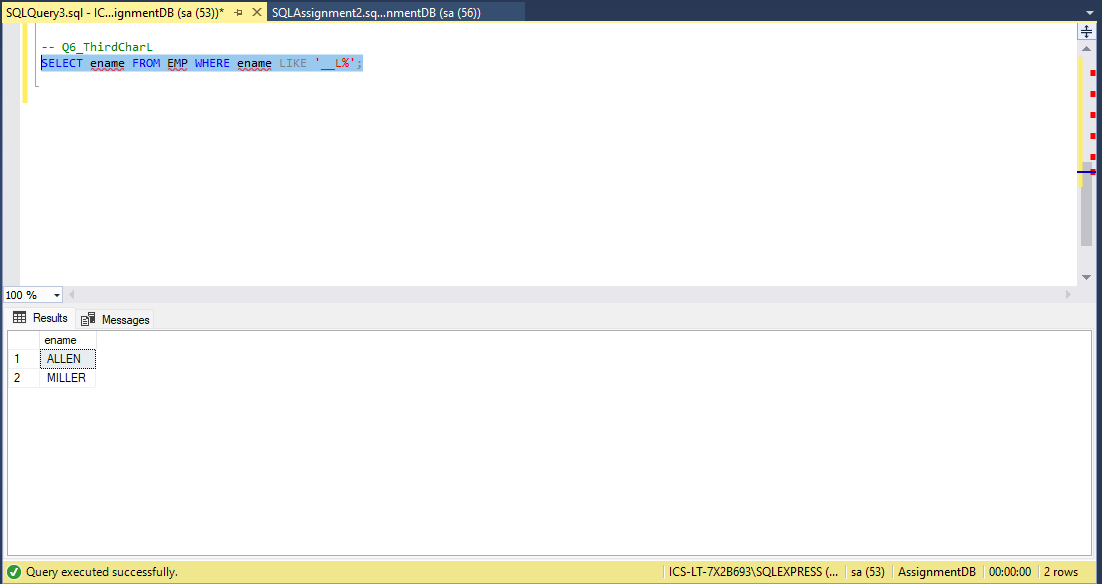 SQLQuery3.sql - IC...ignmentDB (sa (53))* SQLAssignment2.sq...nmentDB (sa (56))
-- Q6_ThirdCharL
SELECT ename FROM EMP WHERE ename LIKE '__L%';
100 %
Results Messages
ename
1 ALLEN
2 MILLER
Query executed successfully. ICS-LT-7X2B693\SQLEXPRESS (... sa (53) AssignmentDB 00:00:00 2 rows